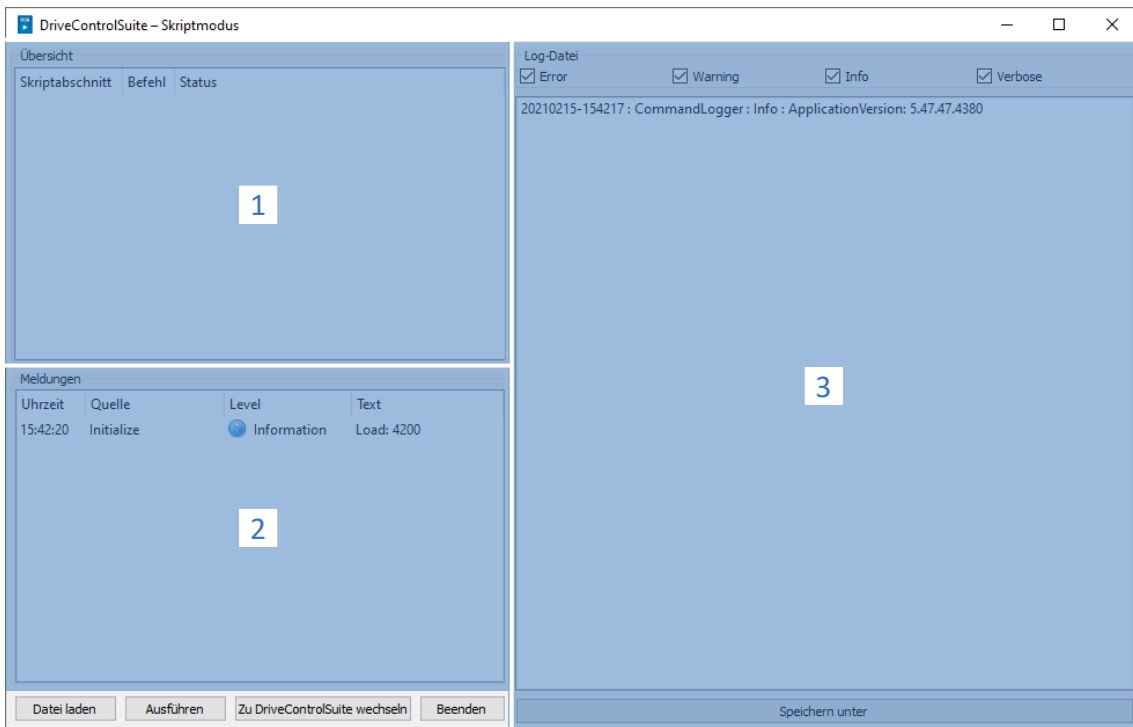 DriveControlSuite – Skriptmodus
Übersicht
Skriptabschnitt Befehl Status
1
Meldungen
Uhrzeit Quelle Level Text
15:42:20 Initialize Information Load: 4200
2
Datei laden Ausführen Zu DriveControlSuite wechseln Beenden
Log-Datei
Error Warning Info Verbose
20210215-154217 : CommandLogger : Info : ApplicationVersion: 5.47.47.4380
3
Speichern unter